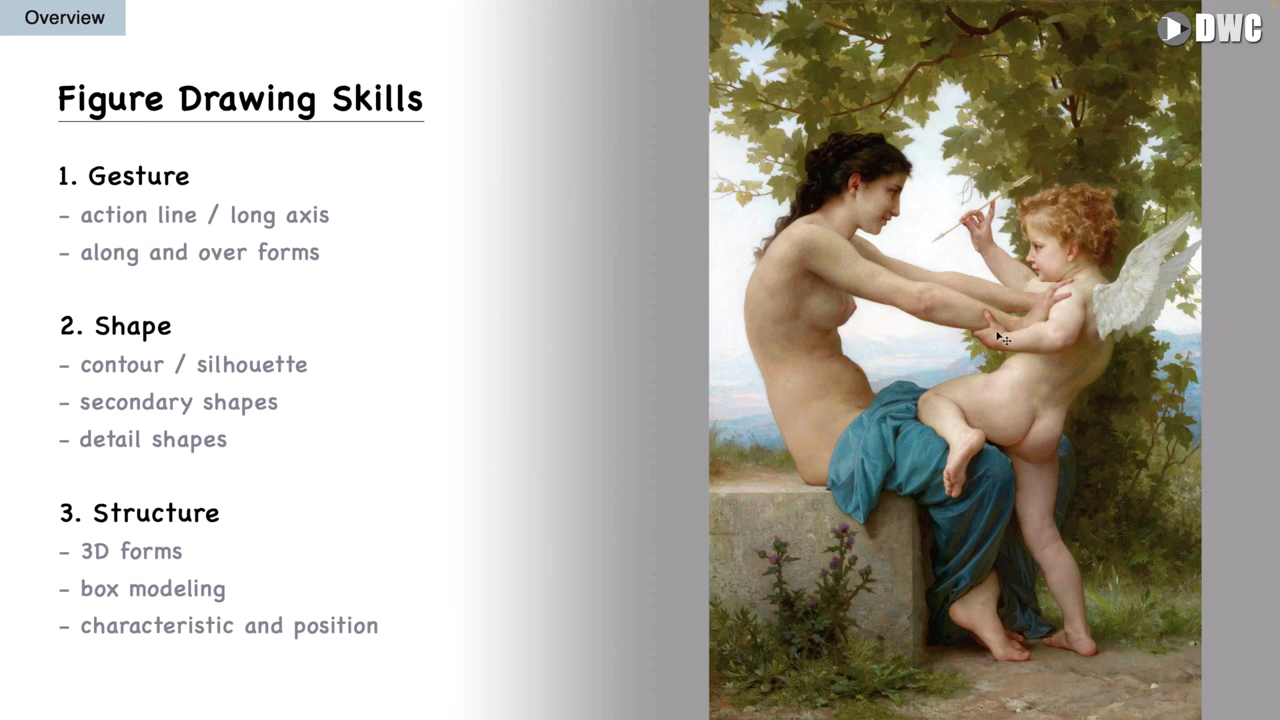 Overview
DWC
Figure Drawing Skills
1. Gesture
- action line / long axis
- along and over forms
2. Shape
- contour / silhouette
- secondary shapes
- detail shapes
3. Structure
- 3D forms
- box modeling
- characteristic and position